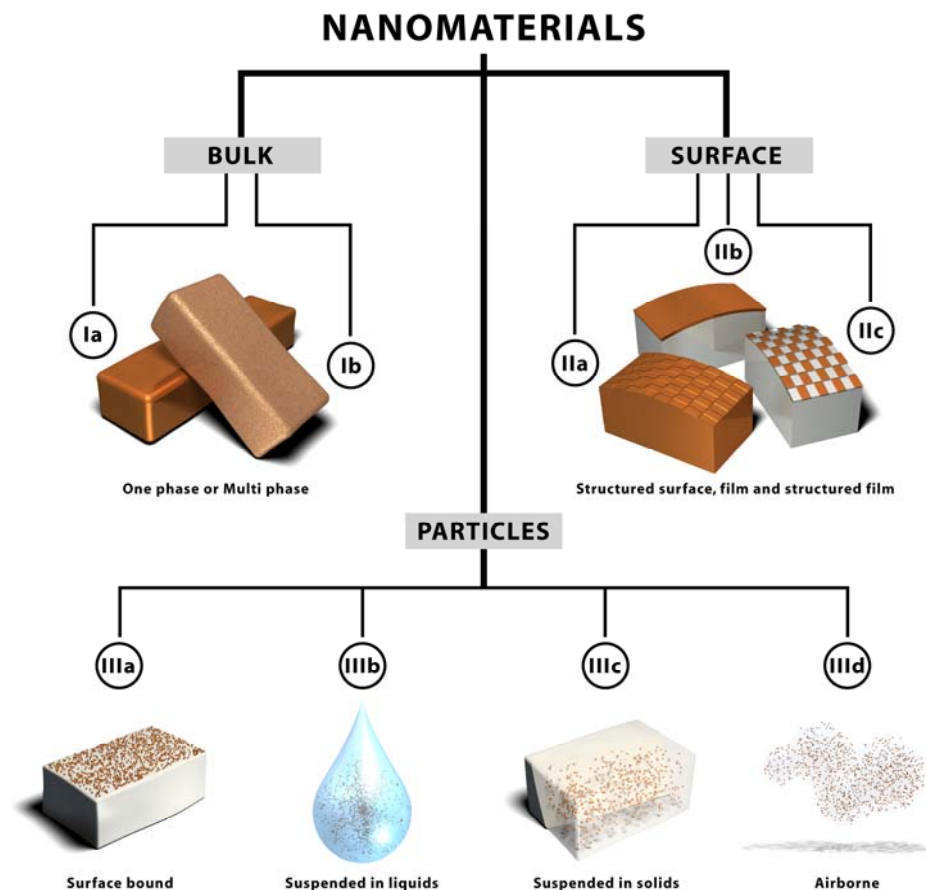 NANOMATERIALS
BULK
SURFACE
Ia
Ib
IIa
IIb
IIc
One phase or Multi phase
Structured surface, film and structured film
PARTICLES
IIIa
IIIb
IIIc
IIId
Surface bound
Suspended in liquids
Suspended in solids
Airborne